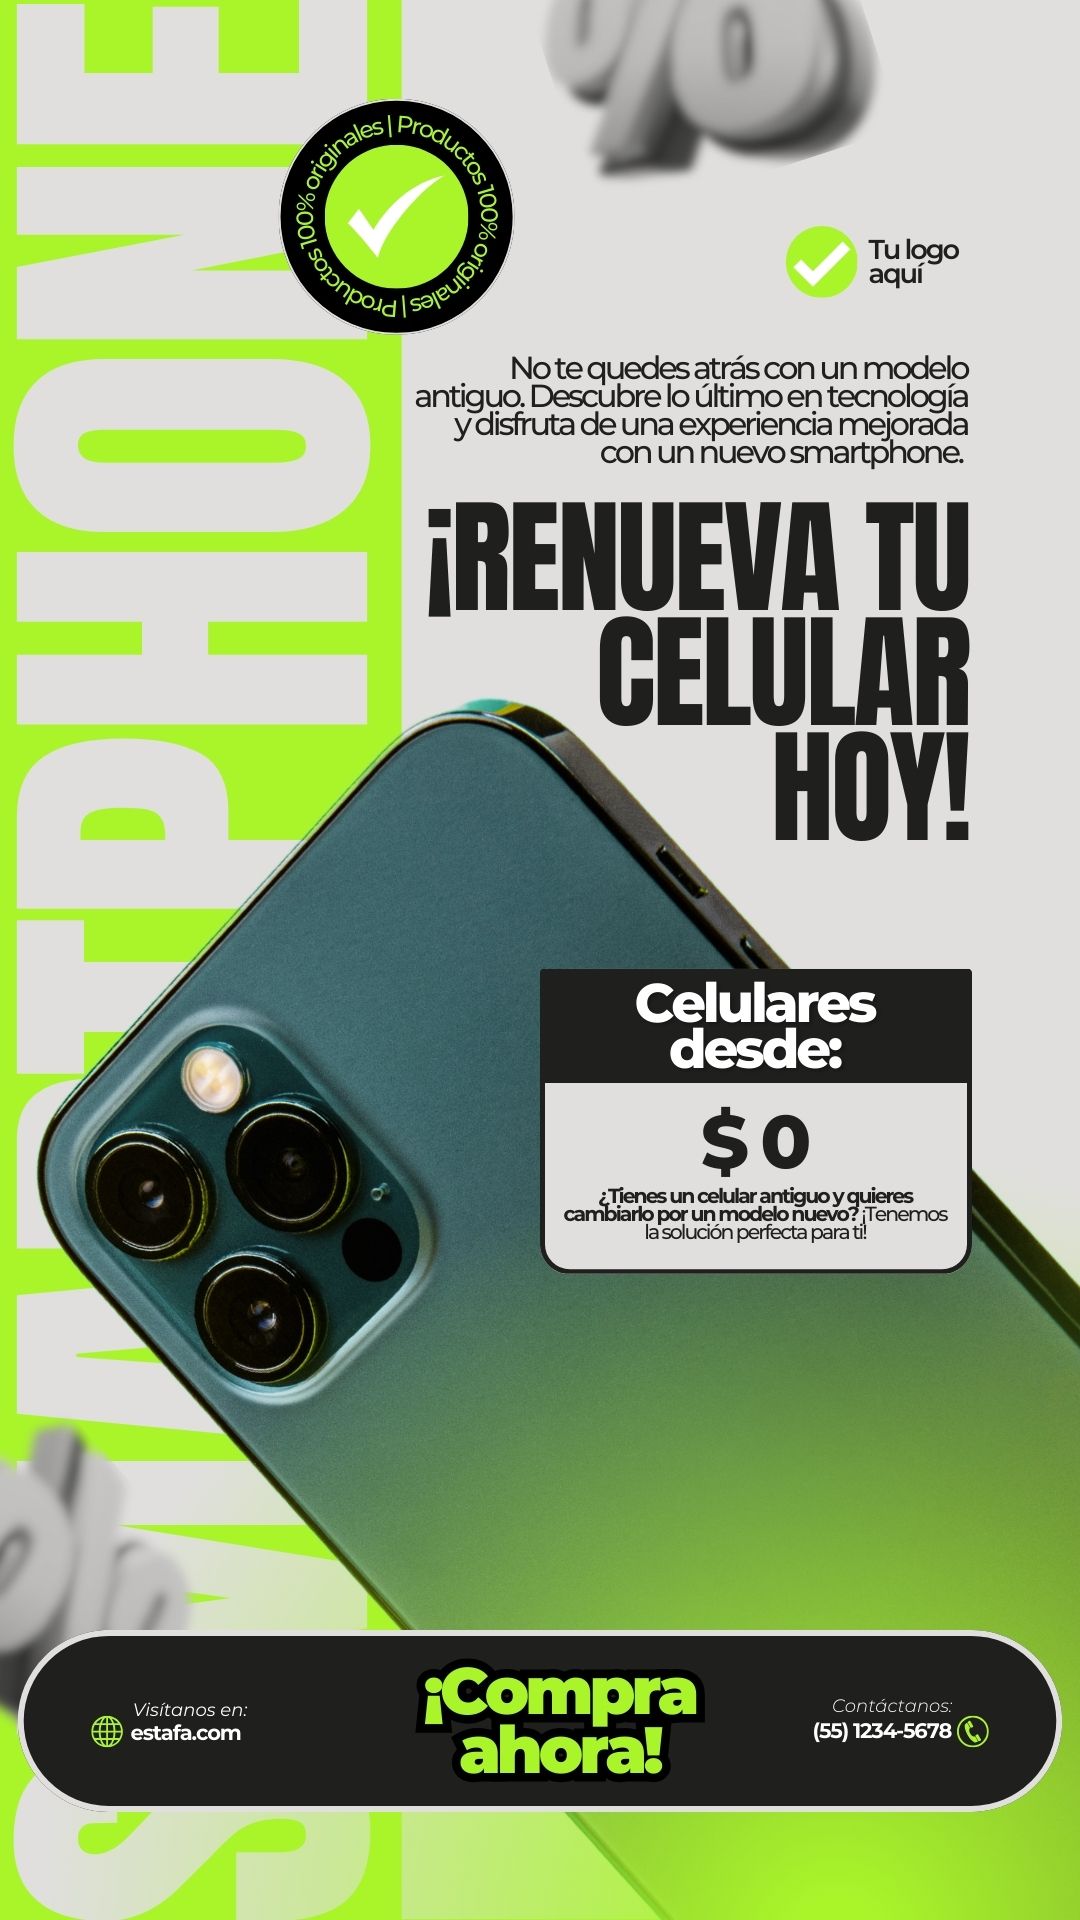 SMARTPHONE
Productos 100% originales | Productos 100% originales |
Tu logo
aquí
No te quedes atrás con un modelo
antiguo. Descubre lo último en tecnología
y disfruta de una experiencia mejorada
con un nuevo smartphone.
¡RENUEVA TU
CELULAR
HOY!
Celulares
desde:
$0
¿Tienes un celular antiguo y quieres
cambiarlo por un modelo nuevo? ¡Tenemos
la solución perfecta para ti!
Visítanos en:
estafa.com
¡Compra
ahora!
Contáctanos:
(55) 1234-5678
%
%